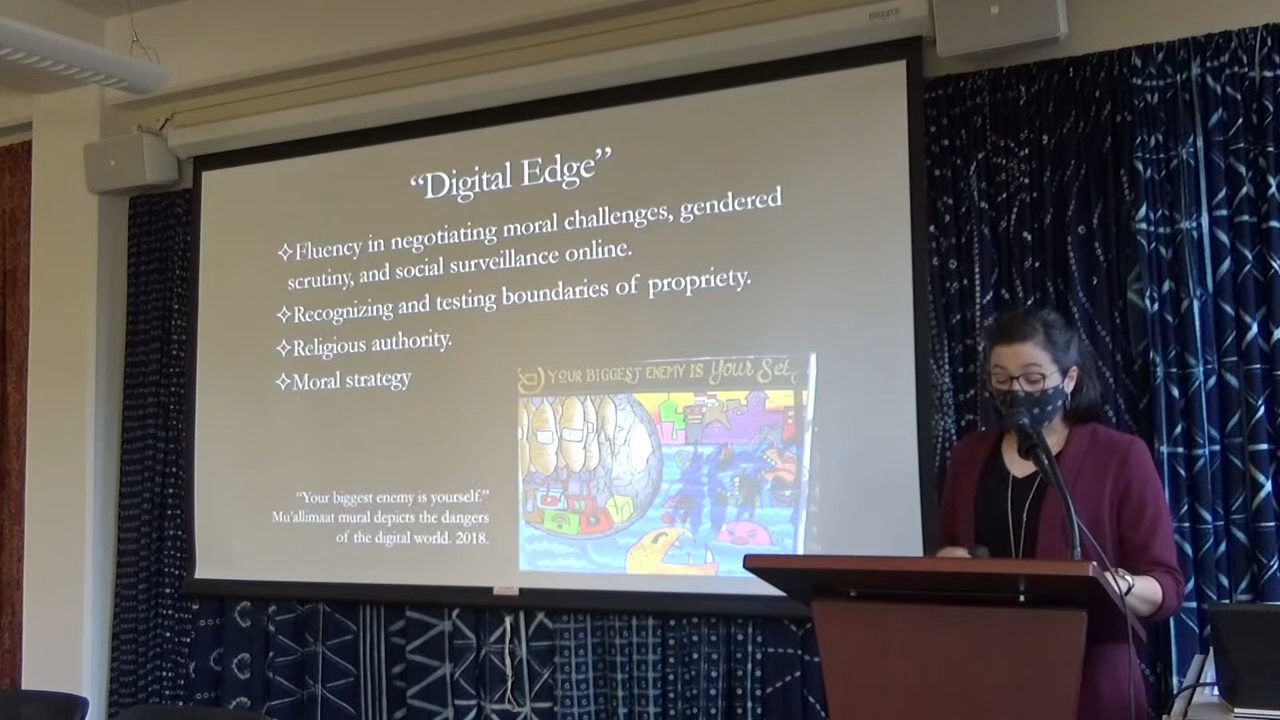 “Digital Edge”
✧Fluency in negotiating moral challenges, gendered
scrutiny, and social surveillance online.
✧Recognizing and testing boundaries of propriety.
✧Religious authority.
✧Moral strategy
YOUR BIGGEST ENEMY IS Your Self
“Your biggest enemy is yourself.”
Mu’allimaat mural depicts the dangers
of the digital world. 2018.